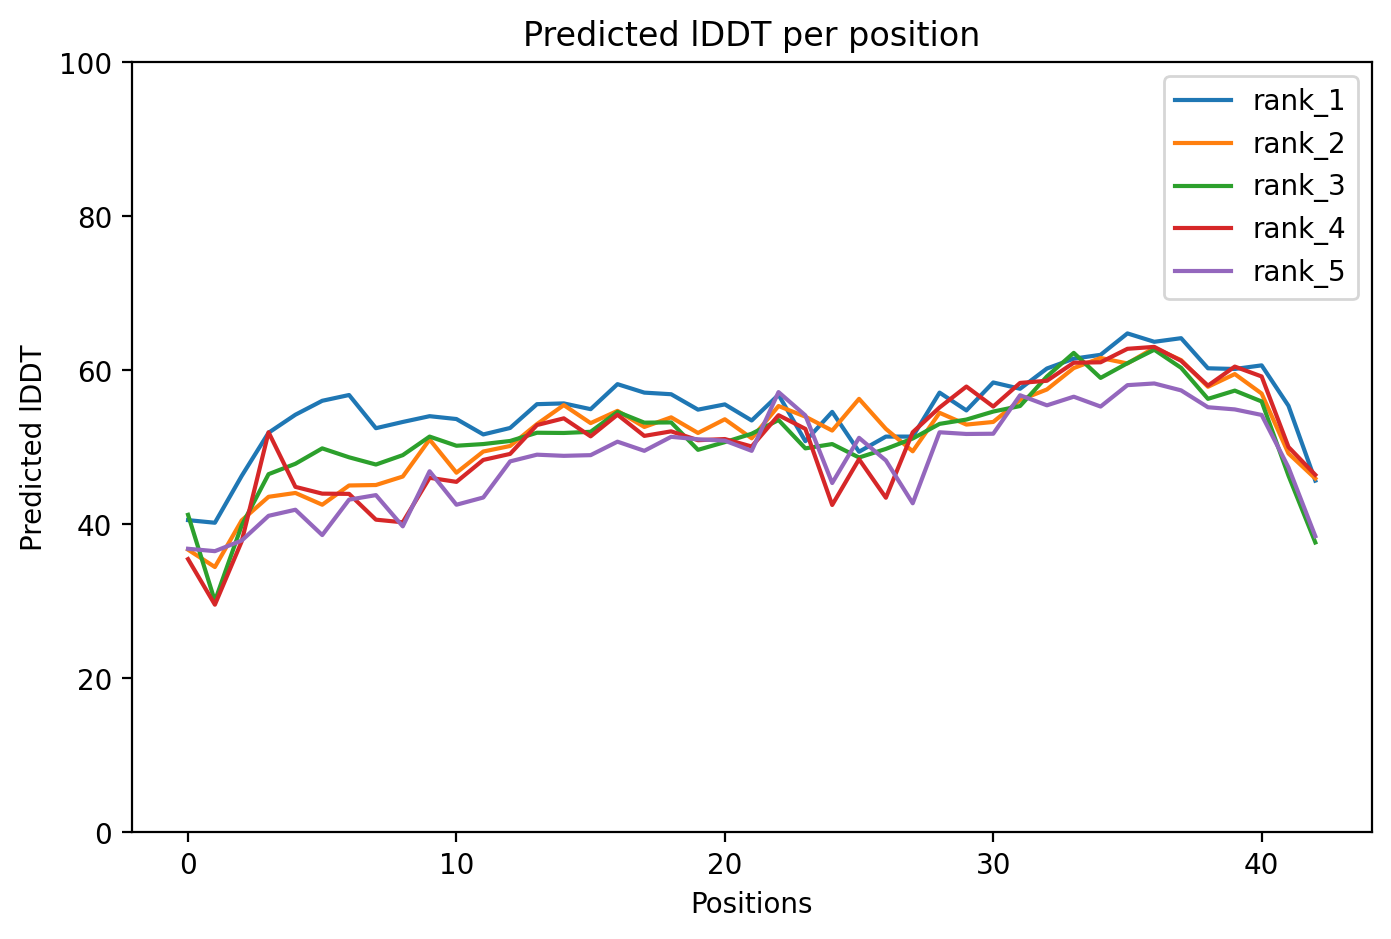 Predicted lDDT per position
100
80
60
40
20
0
Predicted lDDT
0 10 20 30 40
Positions
rank_1
rank_2
rank_3
rank_4
rank_5